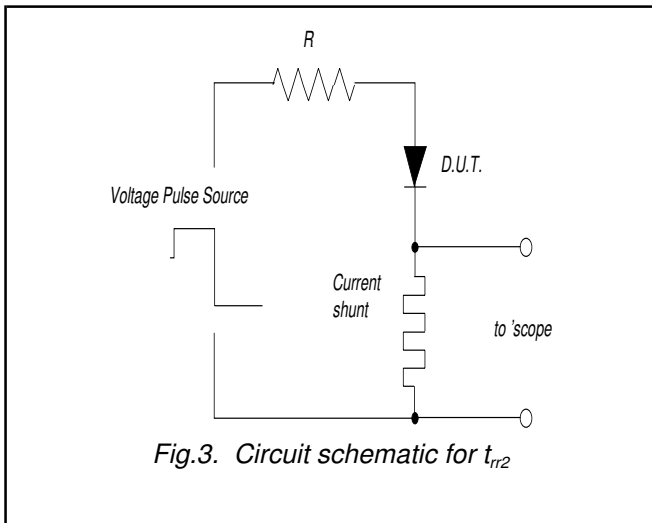 R
D.U.T.
Voltage Pulse Source
Current
shunt
to 'scope
Fig.3. Circuit schematic for trr2